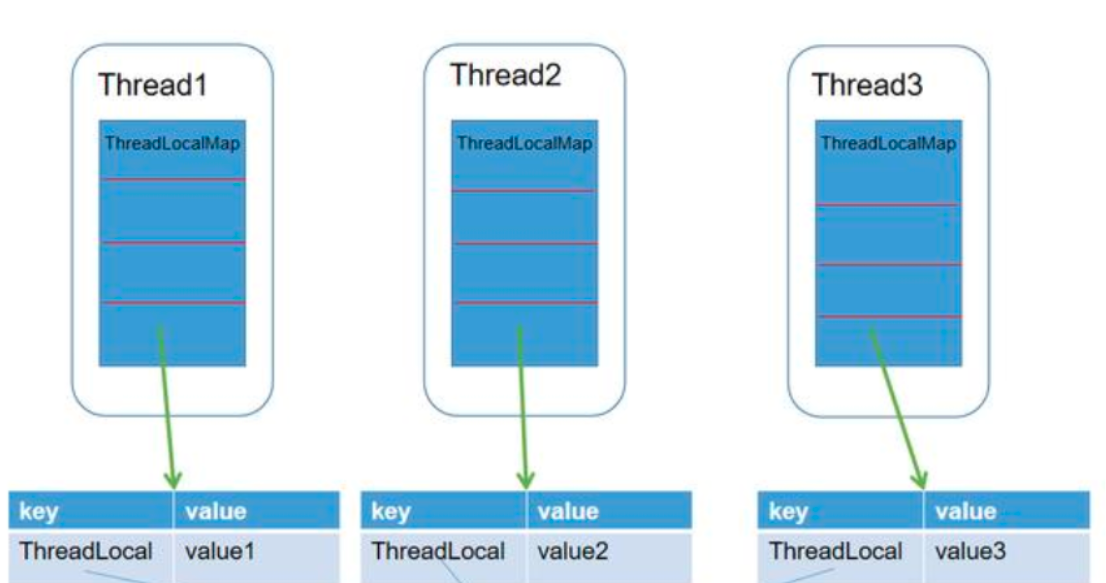 Thread1
ThreadLocalMap
Thread2
ThreadLocalMap
Thread3
ThreadLocalMap
key value
ThreadLocal value1
key value
ThreadLocal value2
key value
ThreadLocal value3